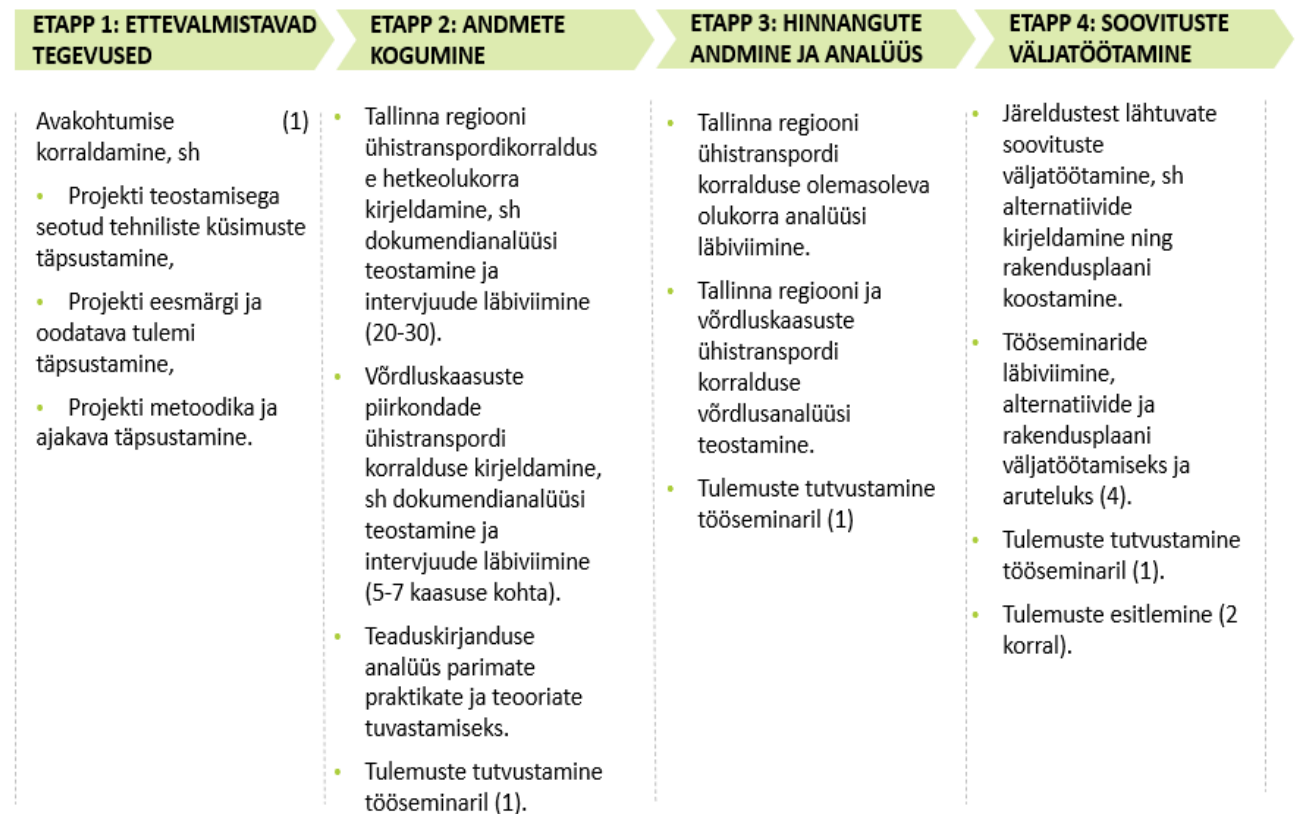 ETAPP 1: ETTEVALMISTAVAD
TEGEVUSED
Avakohtumise (1)
korraldamine, sh
• Projekti teostamisega
seotud tehniliste küsimuste
täpsustamine,
• Projekti eesmärgi ja
oodatava tulemi
täpsustamine,
• Projekti metoodika ja
ajakava täpsustamine.
ETAPP 2: ANDMETE
KOGUMINE
• Tallinna regiooni
ühistranspordikorraldus
e hetkeolukorra
kirjeldamine, sh
dokumendianalüüsi
teostamine ja
intervjuude läbiviimine
(20-30).
• Võrdluskaasuste
piirkondade
ühistranspordi
korralduse kirjeldamine,
sh dokumendianalüüsi
teostamine ja
intervjuude läbiviimine
(5-7 kaasuse kohta).
• Teaduskirjanduse
analüüs parimate
praktikate ja teooriate
tuvastamiseks.
• Tulemuste tutvustamine
tööseminaril (1).
ETAPP 3: HINNANGUTE
ANDMINE JA ANALÜÜS
• Tallinna regiooni
ühistranspordi
korralduse olemasoleva
olukorra analüüsi
läbiviimine.
• Tallinna regiooni ja
võrdluskaasuste
ühistranspordi
korralduse
võrdlusanalüüsi
teostamine.
• Tulemuste tutvustamine
tööseminaril (1)
ETAPP 4: SOOVITUSTE
VÄLJATÖÖTAMINE
• Järeldustest lähtuvate
soovituste
väljatöötamine, sh
alternatiivide
kirjeldamine ning
rakendusplaani
koostamine.
• Tööseminaride
läbiviimine,
alternatiivide ja
rakendusplaani
väljatöötamiseks ja
aruteluks (4).
• Tulemuste tutvustamine
tööseminaril (1).
• Tulemuste esitlemine (2
korral).